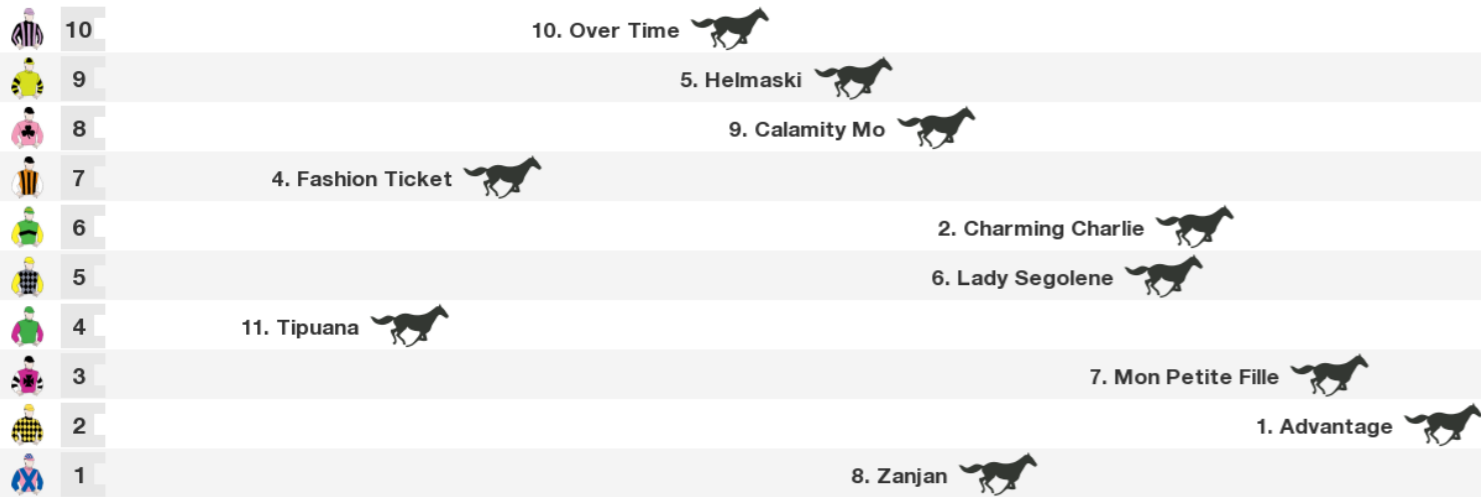 10 10. Over Time
9 5. Helmaski
8 9. Calamity Mo
7 4. Fashion Ticket
6 2. Charming Charlie
5 6. Lady Segolene
4 11. Tipuana
3 7. Mon Petite Fille
2 1. Advantage
1 8. Zanjan